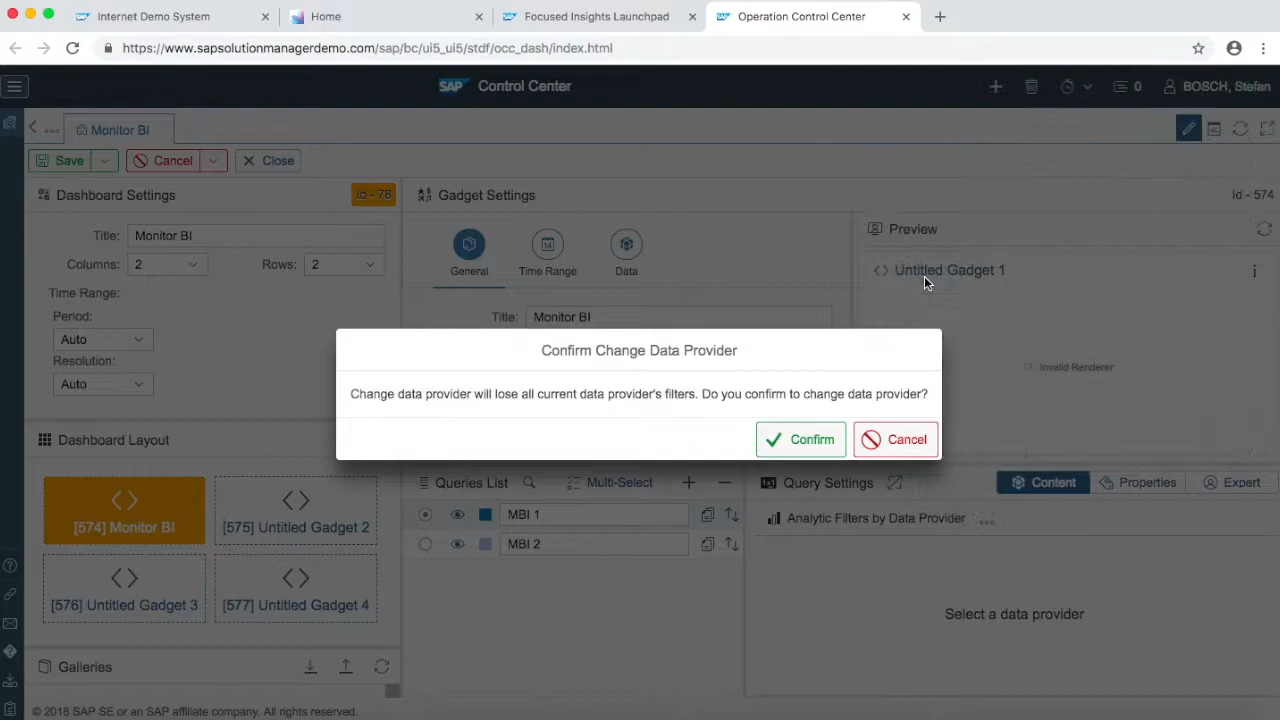 Internet Demo System
Home
Focused Insights Launchpad
Operation Control Center
https://www.sapsolutionmanagerdemo.com/sap/bc/ui5_ui5/stdf/occ_dash/index.html
SAP Control Center
0
BOSCH, Stefan
Monitor BI
Save
Cancel
Close
Dashboard Settings
Id - 78
Gadget Settings
Id - 574
Title: Monitor BI
Columns: 2
Rows: 2
Time Range:
Period:
Auto
Resolution:
Auto
General
Time Range
Data
Title: Monitor BI
Preview
Untitled Gadget 1
Invalid Renderer
Confirm Change Data Provider
Change data provider will lose all current data provider's filters. Do you confirm to change data provider?
Confirm
Cancel
Dashboard Layout
[574] Monitor BI
[575] Untitled Gadget 2
[576] Untitled Gadget 3
[577] Untitled Gadget 4
Galleries
Queries List
Multi-Select
MBI 1
MBI 2
Query Settings
Content
Properties
Expert
Analytic Filters by Data Provider
Select a data provider
© 2018 SAP SE or an SAP affiliate company. All rights reserved.